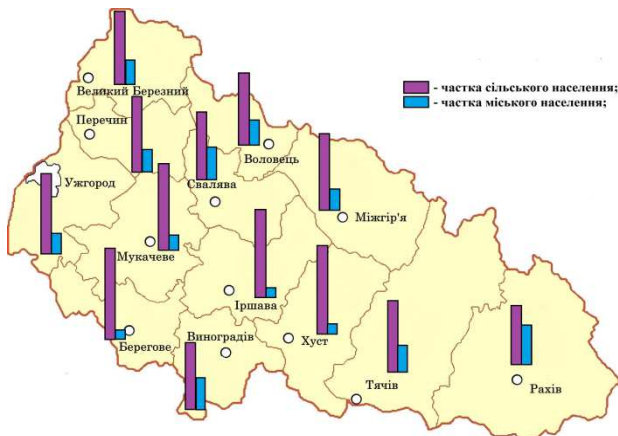 - частка сільського населення;
- частка міського населення;
Великий Березний
Перечин
Воловець
Ужгород
Свалява
Міжгір'я
Мукачеве
Іршава
Берегове
Виноградів
Хуст
Тячів
Рахів